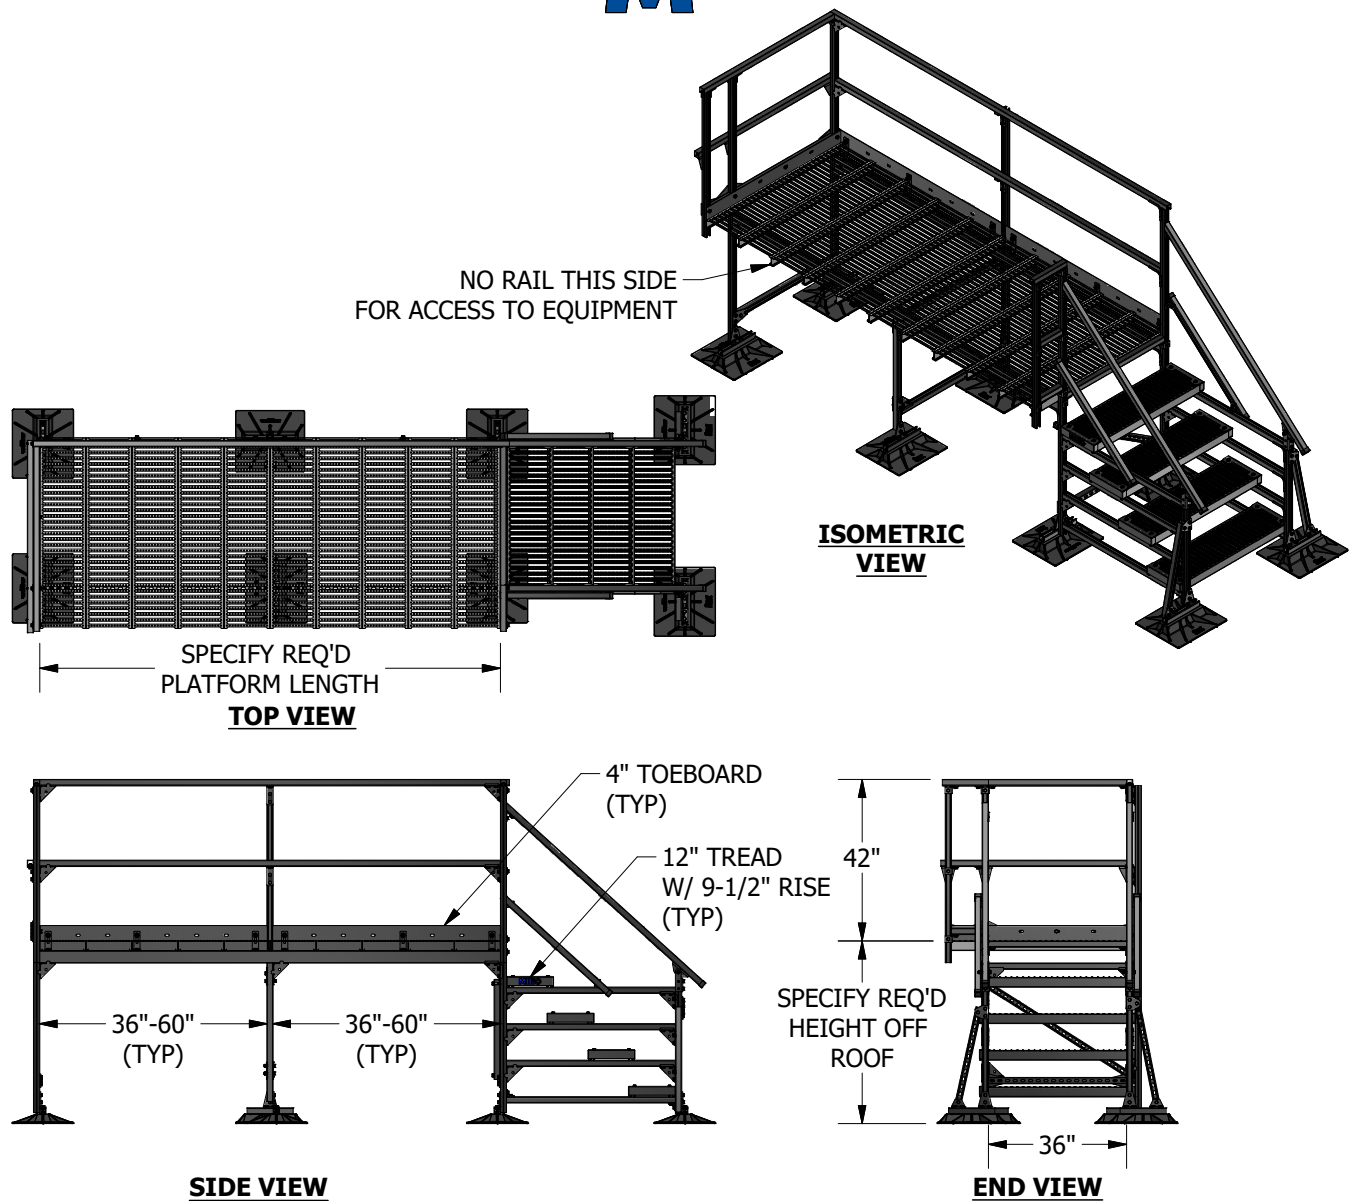 NO RAIL THIS SIDE
FOR ACCESS TO EQUIPMENT
ISOMETRIC
VIEW
SPECIFY REQ'D
PLATFORM LENGTH
TOP VIEW
4" TOEBOARD
(TYP)
12" TREAD
W/ 9-1/2" RISE
(TYP)
36"-60"
(TYP)
36"-60"
(TYP)
SIDE VIEW
42"
SPECIFY REQ'D
HEIGHT OFF
ROOF
36"
END VIEW